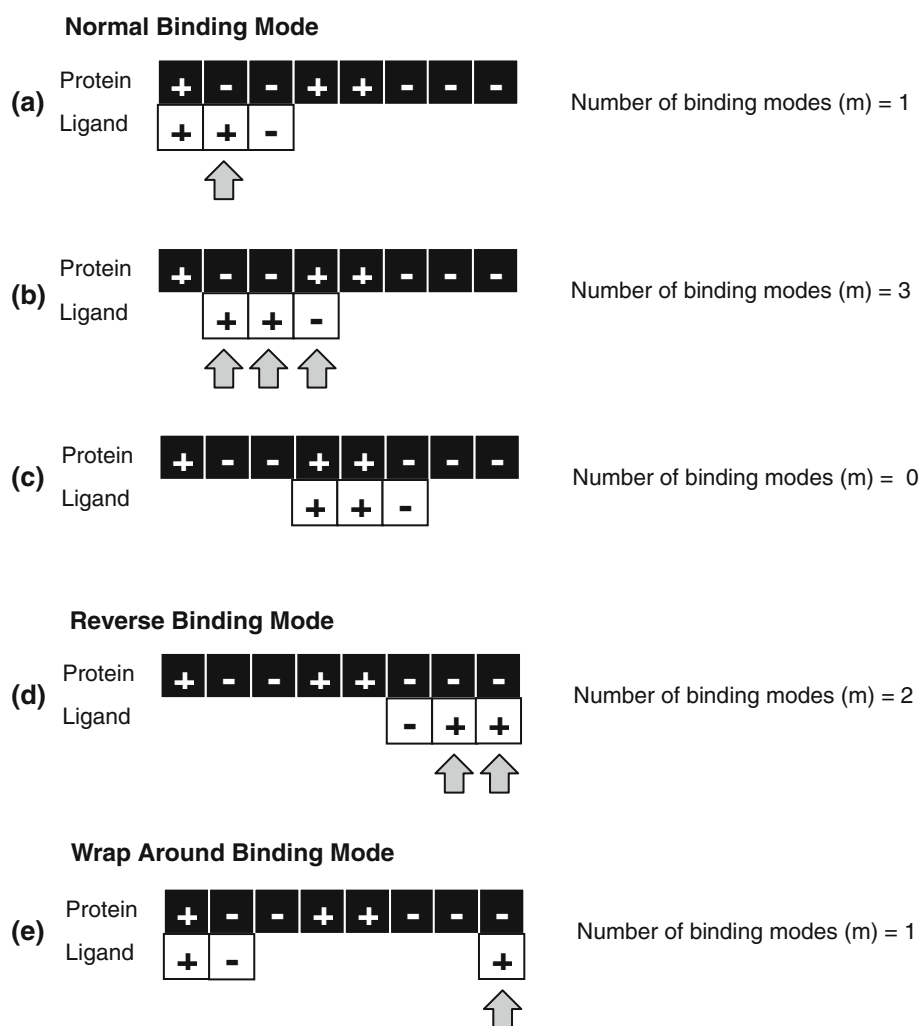 Normal Binding Mode
(a) Protein + - - + + - - -
Ligand + + -
Number of binding modes (m) = 1
(b) Protein + - - + + - - -
Ligand + + -
Number of binding modes (m) = 3
(c) Protein + - - + + - - -
Ligand + + -
Number of binding modes (m) = 0
Reverse Binding Mode
(d) Protein + - - + + - - -
Ligand - + +
Number of binding modes (m) = 2
Wrap Around Binding Mode
(e) Protein + - - + + - - -
Ligand + - +
Number of binding modes (m) = 1